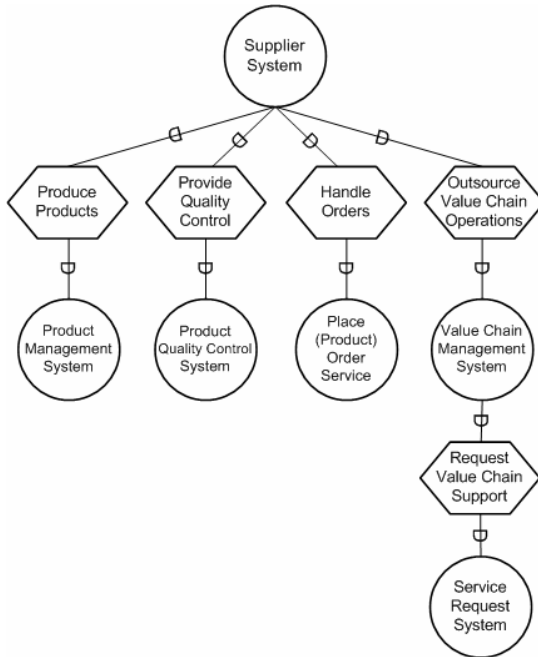 Supplier
System
Produce
Products
Provide
Quality
Control
Handle
Orders
Outsource
Value Chain
Operations
Product
Management
System
Product
Quality Control
System
Place
(Product)
Order
Service
Value Chain
Management
System
Request
Value Chain
Support
Service
Request
System